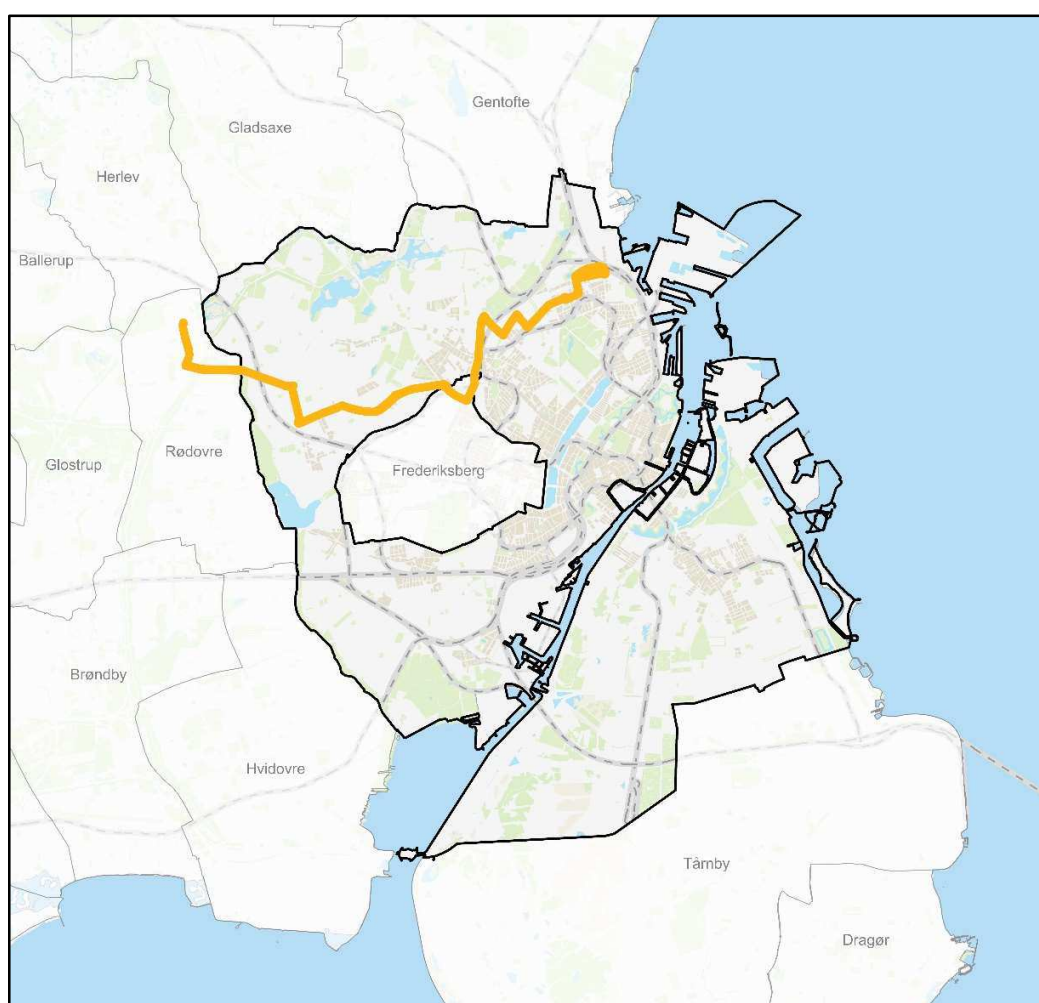 Gentofte
Gladsaxe
Herlev
Ballerup
Rødovre
Glostrup
Frederiksberg
Brøndby
Hvidovre
Tårnby
Dragør